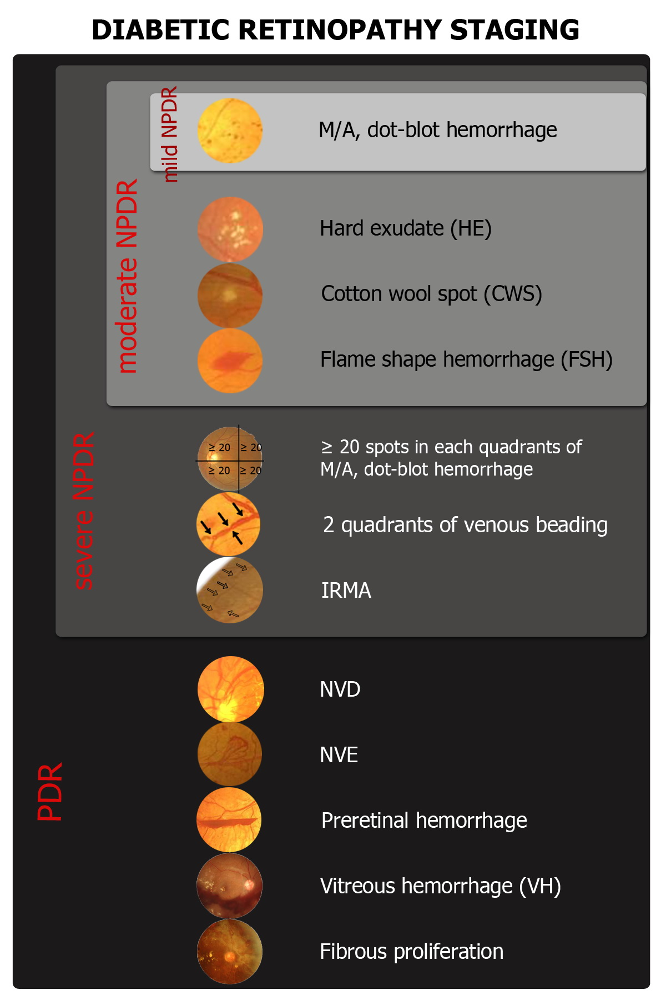 DIABETIC RETINOPATHY STAGING
mild NPDR
M/A, dot-blot hemorrhage
moderate NPDR
Hard exudate (HE)
Cotton wool spot (CWS)
Flame shape hemorrhage (FSH)
severe NPDR
≥ 20
≥ 20
≥ 20
≥ 20
≥ 20 spots in each quadrants of
M/A, dot-blot hemorrhage
2 quadrants of venous beading
IRMA
PDR
NVD
NVE
Preretinal hemorrhage
Vitreous hemorrhage (VH)
Fibrous proliferation